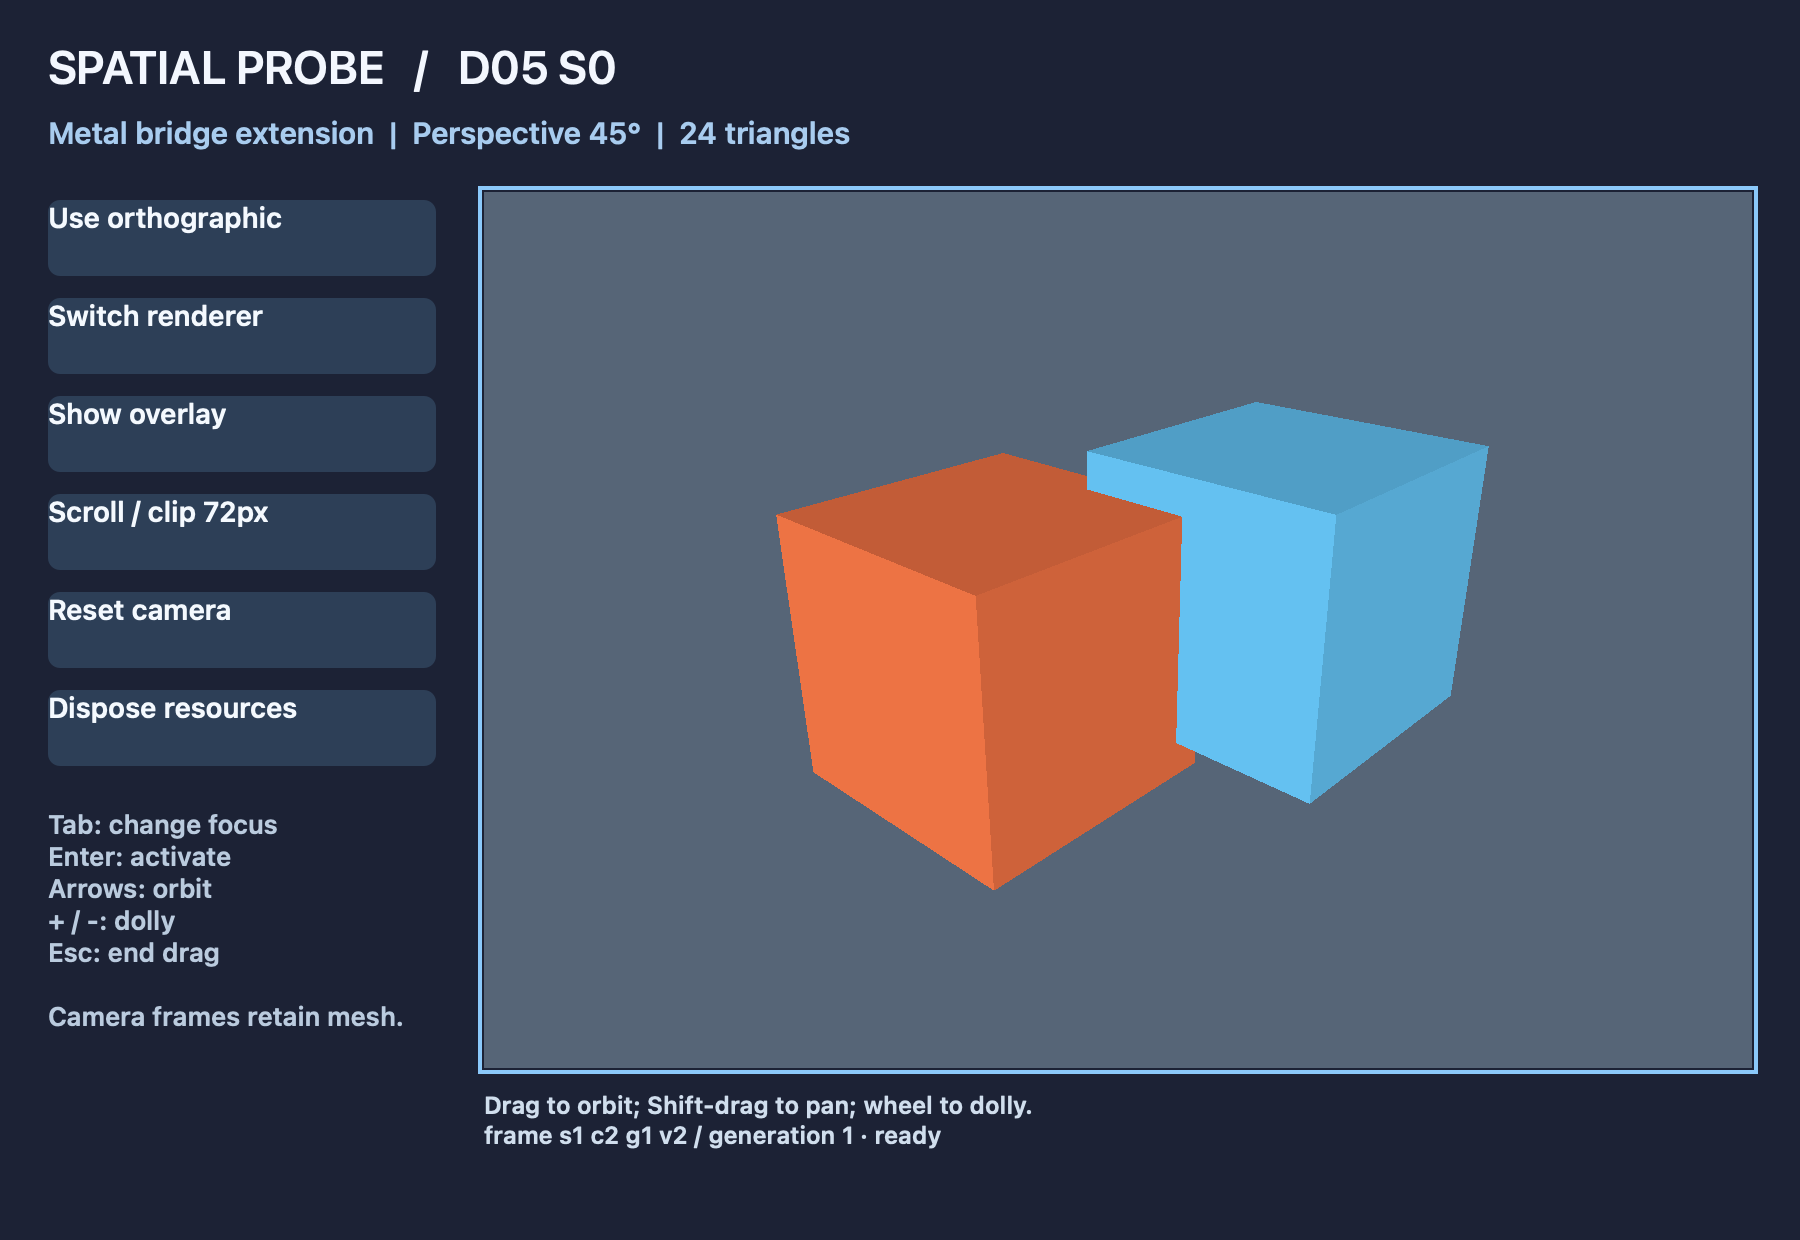 SPATIAL PROBE / D05 S0
Metal bridge extension | Perspective 45° | 24 triangles
Use orthographic
Switch renderer
Show overlay
Scroll / clip 72px
Reset camera
Dispose resources
Tab: change focus
Enter: activate
Arrows: orbit
+ / -: dolly
Esc: end drag
Camera frames retain mesh.
Drag to orbit; Shift-drag to pan; wheel to dolly.
frame s1 c2 g1 v2 / generation 1 · ready